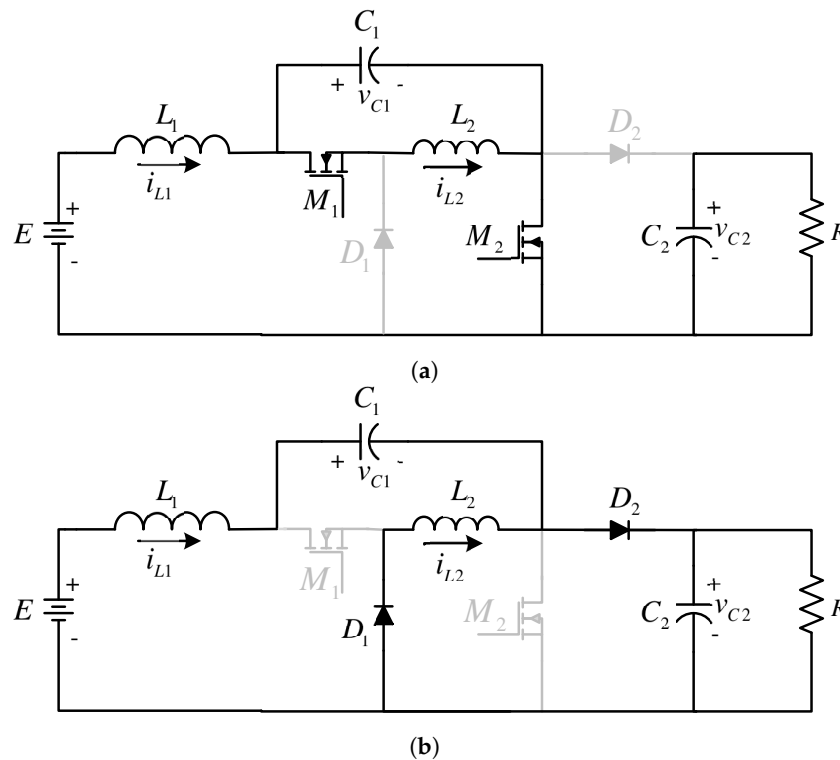 C1
+ vC1 -
L1
L2
D2
iL1
M1
iL2
E
+
-
D1
M2
C2
+
vC2
-
R
(a)
C1
+ vC1 -
L1
L2
D2
iL1
M1
iL2
E
+
-
D1
M2
C2
+
vC2
-
R
(b)